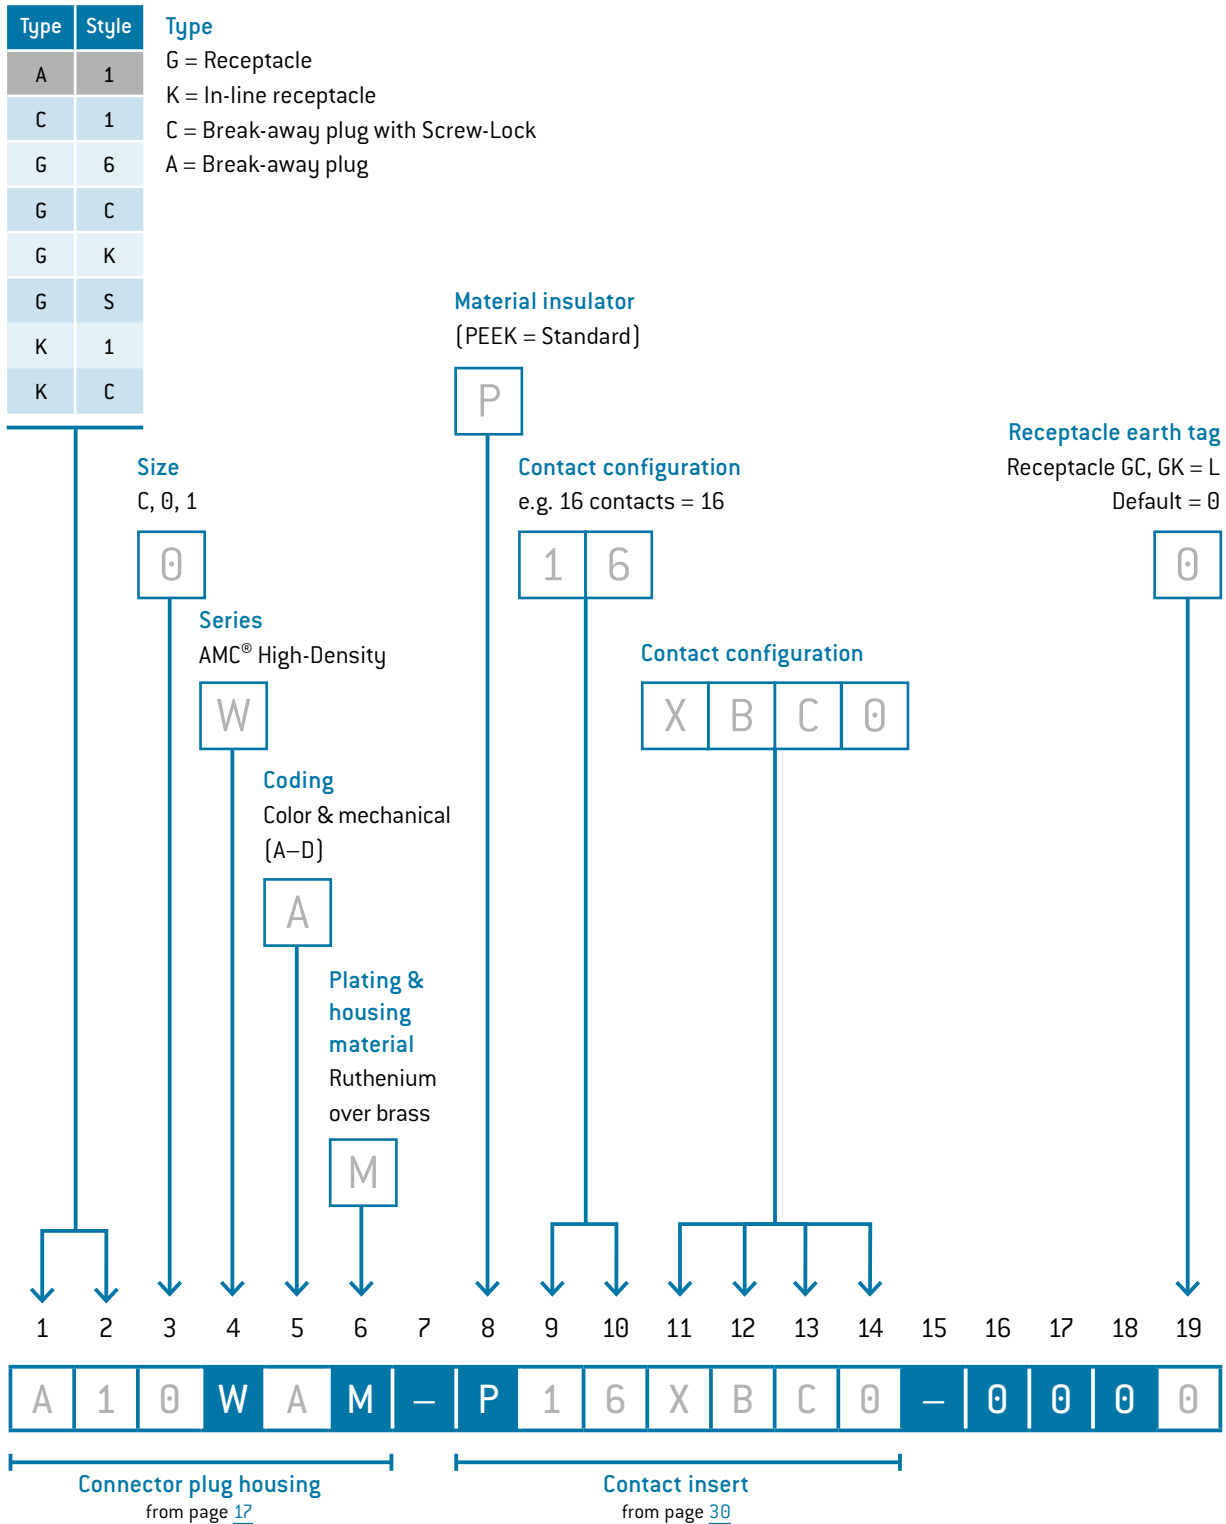 Type Style
A 1
C 1
G 6
G C
G K
G S
K 1
K C
Type
G = Receptacle
K = In-line receptacle
C = Break-away plug with Screw-Lock
A = Break-away plug
Material insulator
(PEEK = Standard)
P
Size
C, 0, 1
0
Contact configuration
e.g. 16 contacts = 16
1 6
Receptacle earth tag
Receptacle GC, GK = L
Default = 0
0
Series
AMC® High-Density
W
Contact configuration
X B C 0
Coding
Color & mechanical
(A–D)
A
Plating &
housing
material
Ruthenium
over brass
M
1 2 3 4 5 6 7 8 9 10 11 12 13 14 15 16 17 18 19
A 1 0 W A M – P 1 6 X B C 0 – 0 0 0 0
Connector plug housing
from page 17
Contact insert
from page 30